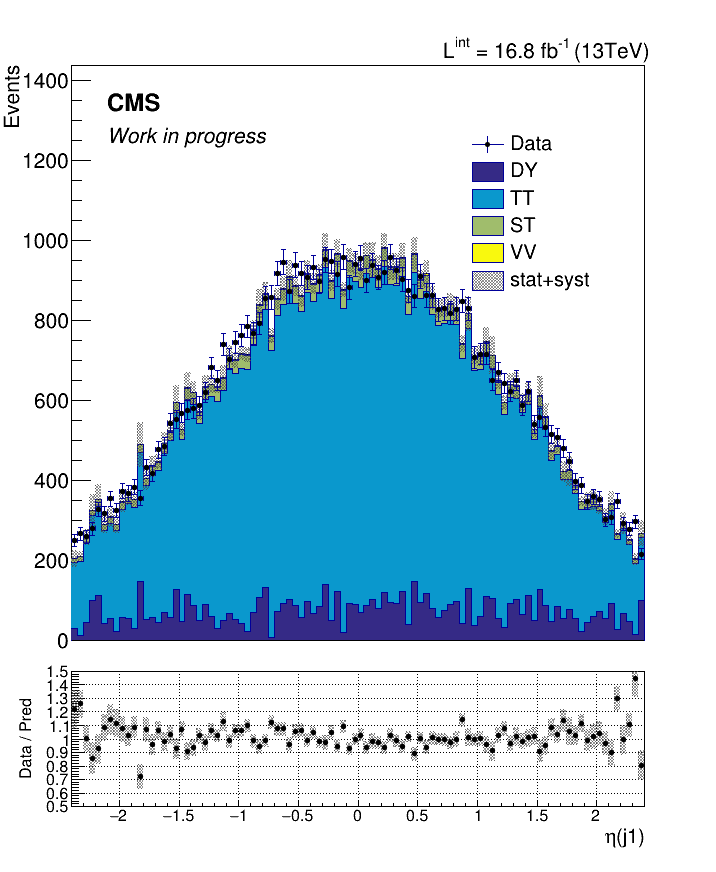 L^int = 16.8 fb^-1 (13TeV)
Events
1400
1200
1000
800
600
400
200
0
CMS
Work in progress
Data
DY
TT
ST
VV
stat+syst
Data / Pred
1.5
1.4
1.3
1.2
1.1
1
0.9
0.8
0.7
0.6
0.5
−2 −1.5 −1 −0.5 0 0.5 1 1.5 2
η(j1)